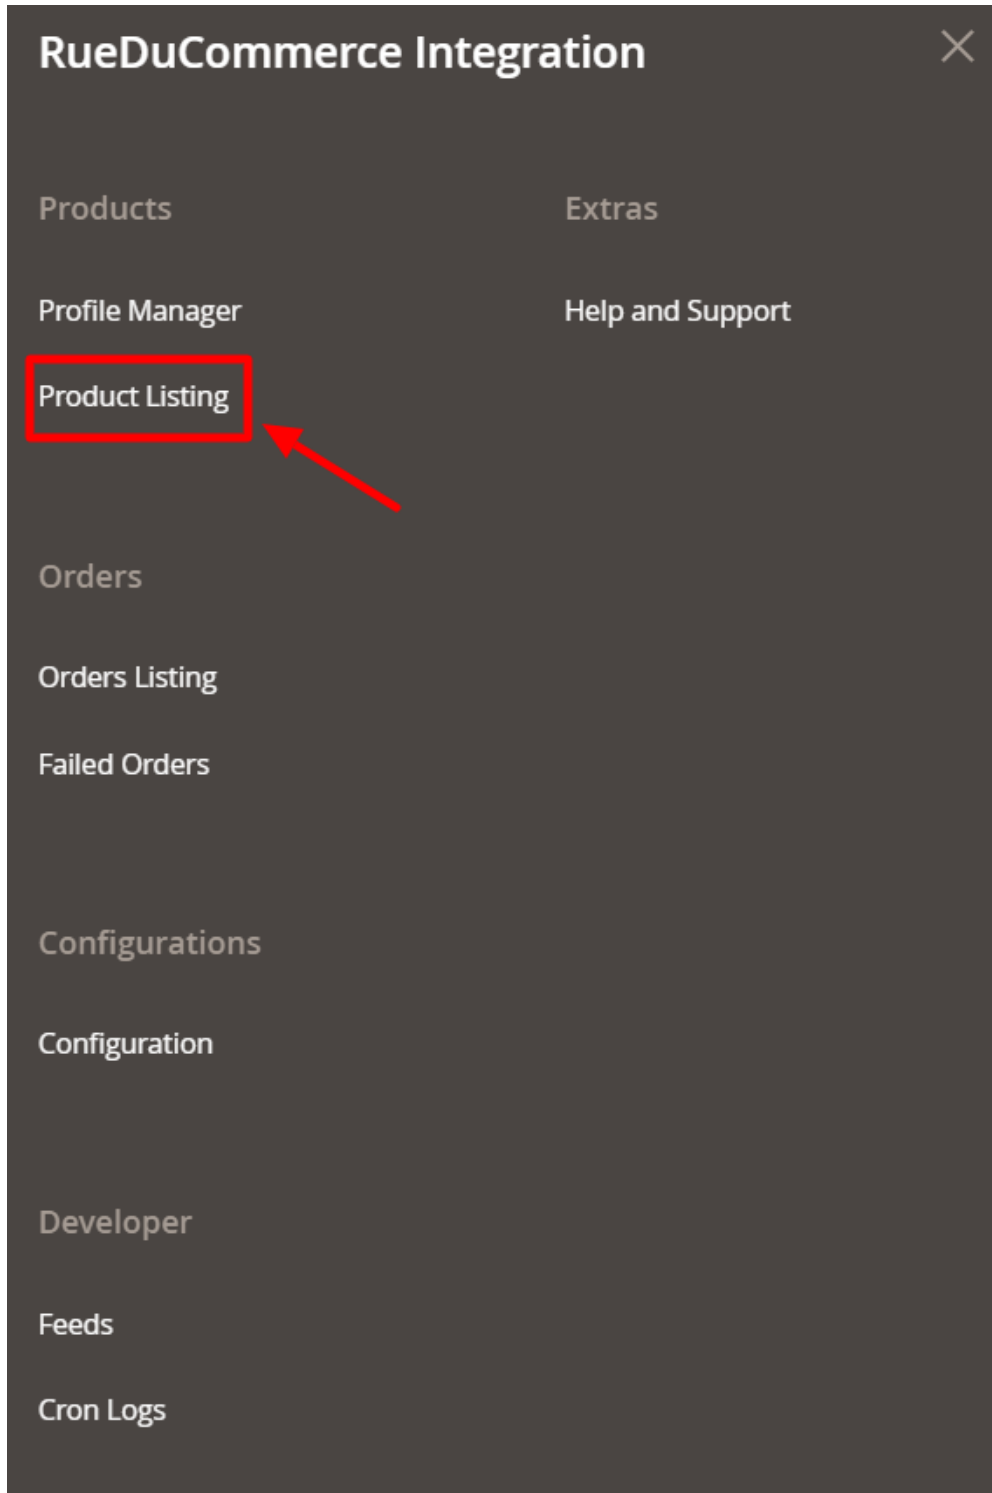 RueDuCommerce Integration
Products
Profile Manager
Product Listing
Orders
Orders Listing
Failed Orders
Configurations
Configuration
Developer
Feeds
Cron Logs
Extras
Help and Support